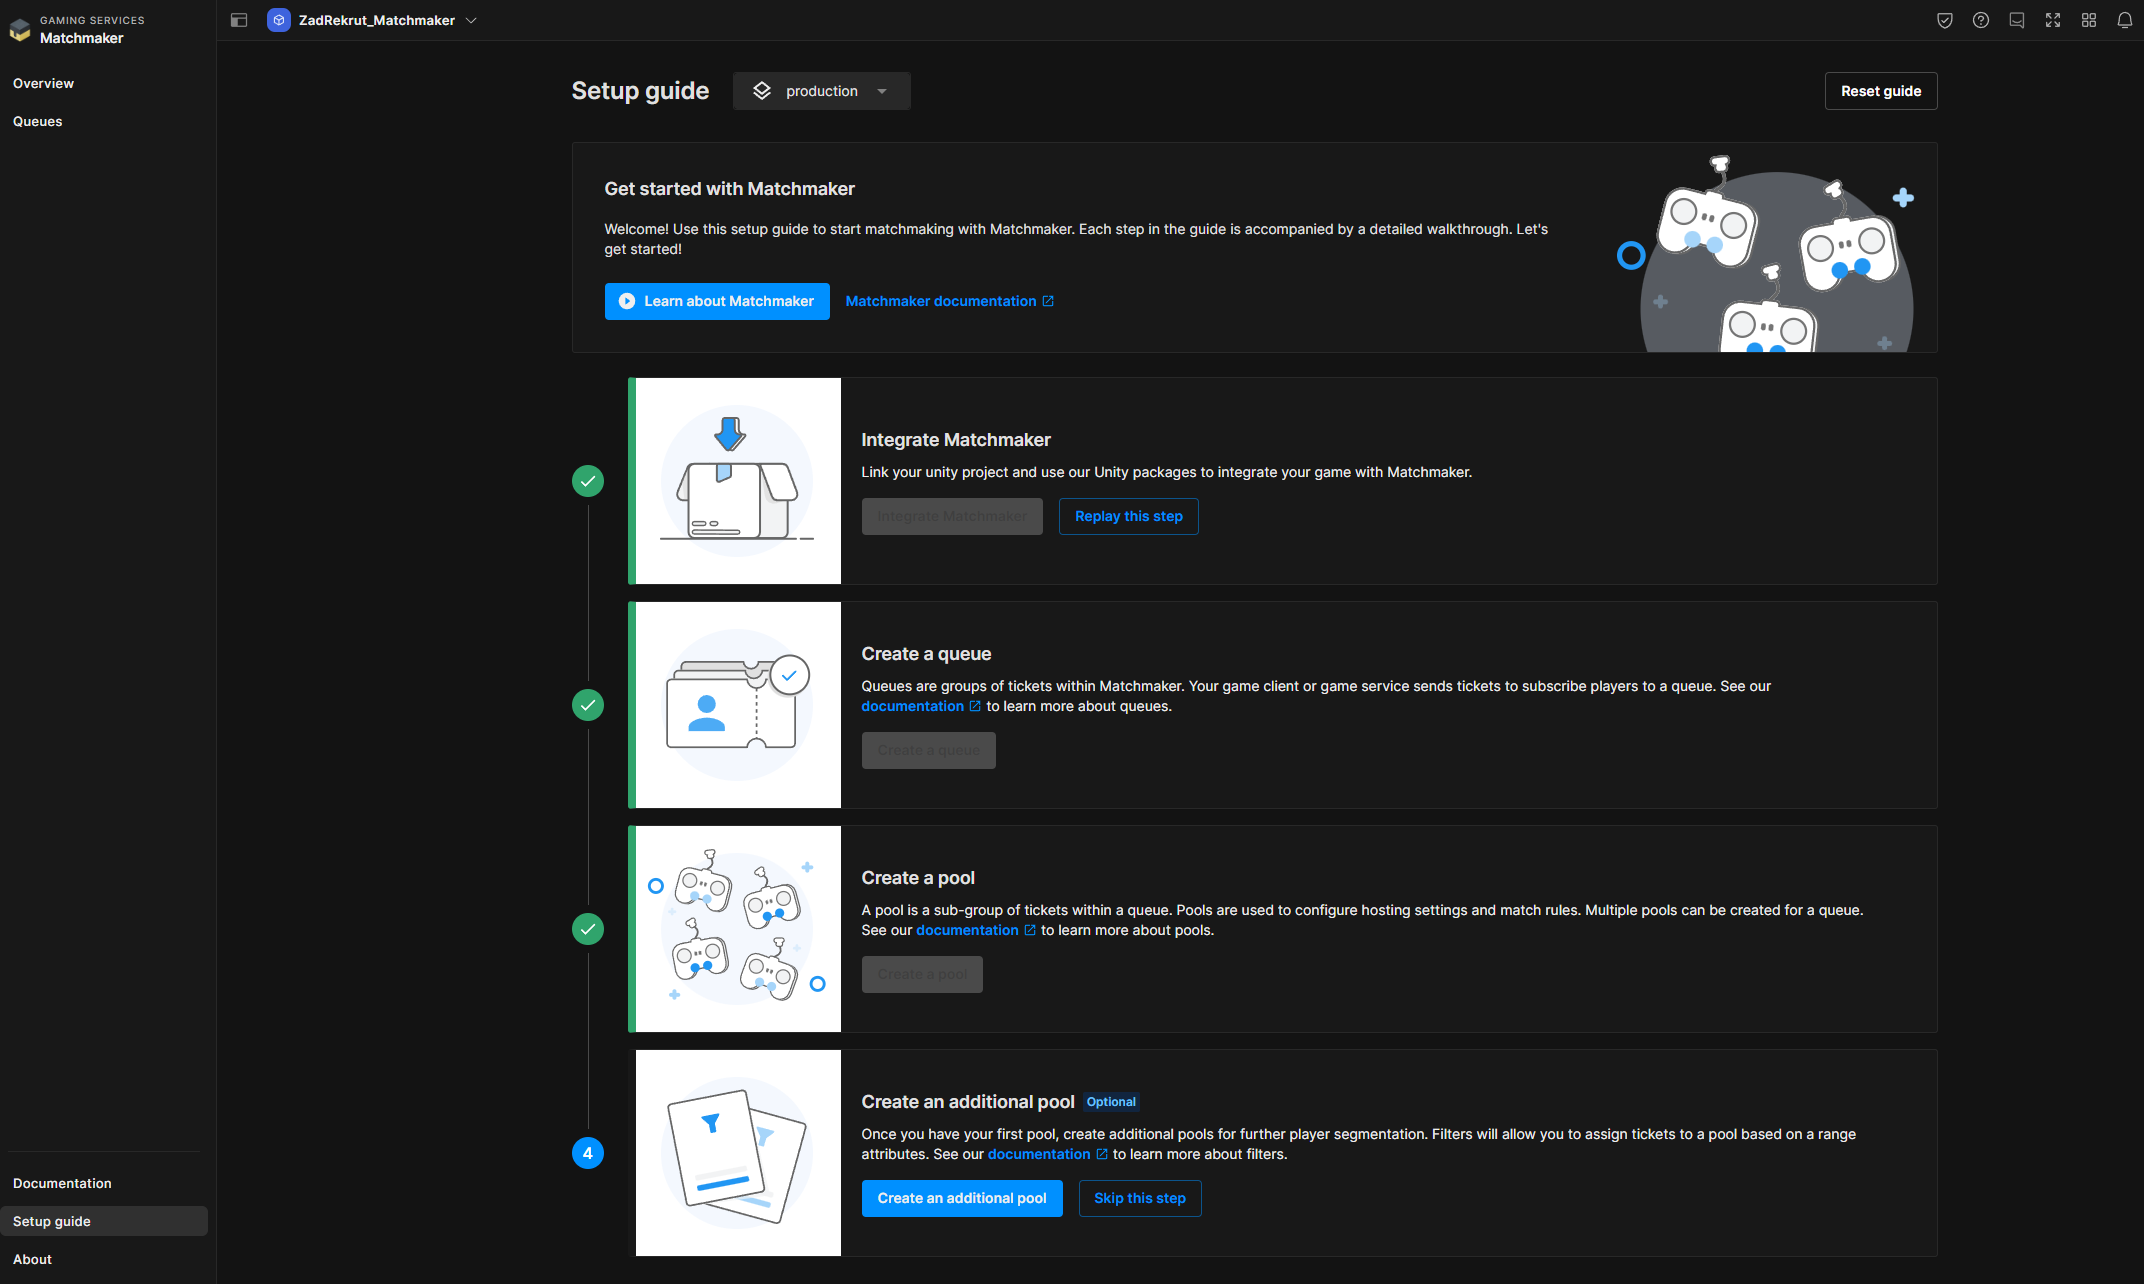 GAMING SERVICES
Matchmaker
Overview
Queues
Documentation
Setup guide
About
ZadRekrut_Matchmaker
Setup guide
production
Reset guide
Get started with Matchmaker
Welcome! Use this setup guide to start matchmaking with Matchmaker. Each step in the guide is accompanied by a detailed walkthrough. Let's
get started!
Learn about Matchmaker
Matchmaker documentation
Integrate Matchmaker
Link your unity project and use our Unity packages to integrate your game with Matchmaker.
Integrate Matchmaker
Replay this step
Create a queue
Queues are groups of tickets within Matchmaker. Your game client or game service sends tickets to subscribe players to a queue. See our
documentation to learn more about queues.
Create a queue
Create a pool
A pool is a sub-group of tickets within a queue. Pools are used to configure hosting settings and match rules. Multiple pools can be created for a queue.
See our documentation to learn more about pools.
Create a pool
4
Create an additional pool Optional
Once you have your first pool, create additional pools for further player segmentation. Filters will allow you to assign tickets to a pool based on a range
attributes. See our documentation to learn more about filters.
Create an additional pool
Skip this step